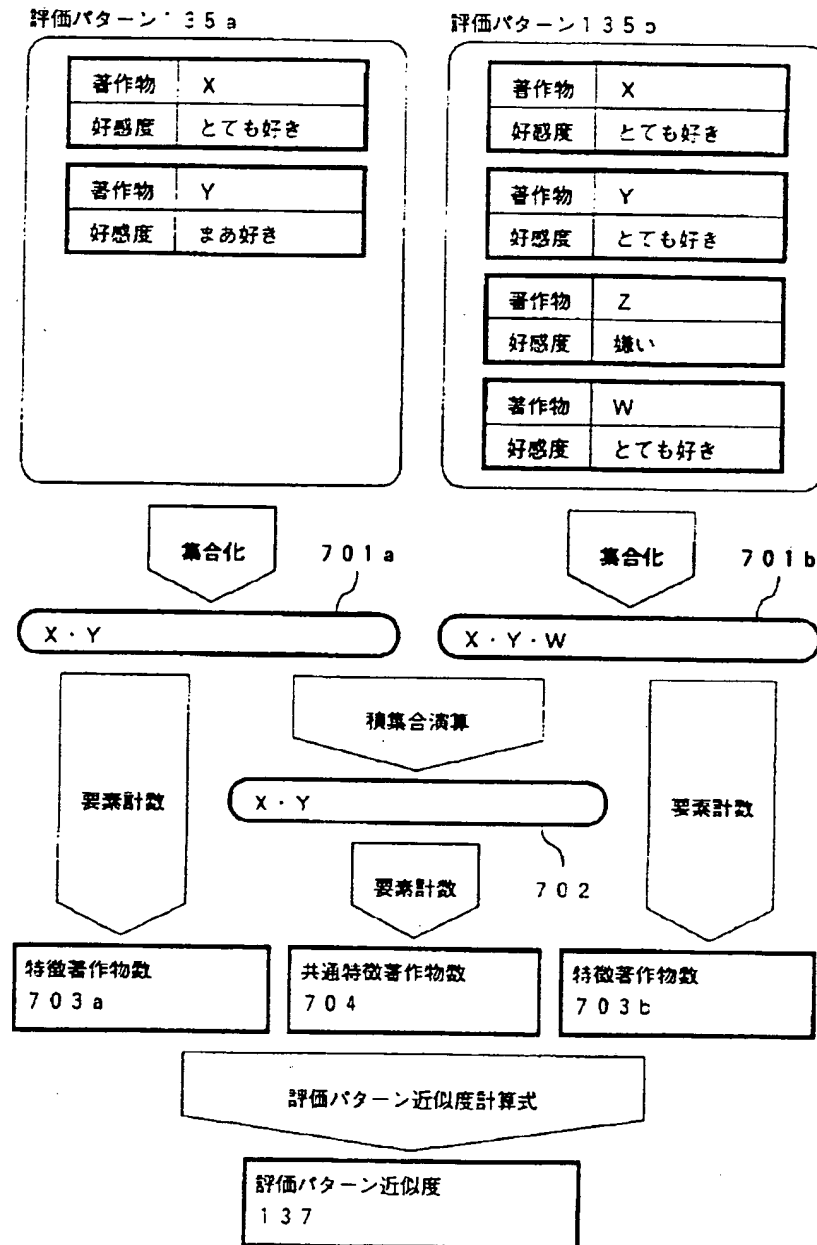 評価パターン135a
著作物 X
好感度 とても好き
著作物 Y
好感度 まあ好き
評価パターン135b
著作物 X
好感度 とても好き
著作物 Y
好感度 とても好き
著作物 Z
好感度 嫌い
著作物 W
好感度 とても好き
集合化
701a
集合化
701b
X・Y
X・Y・W
要素計数
積集合演算
要素計数
X・Y
702
要素計数
特徴著作物数
703a
共通特徴著作物数
704
特徴著作物数
703b
評価パターン近似度計算式
評価パターン近似度
137